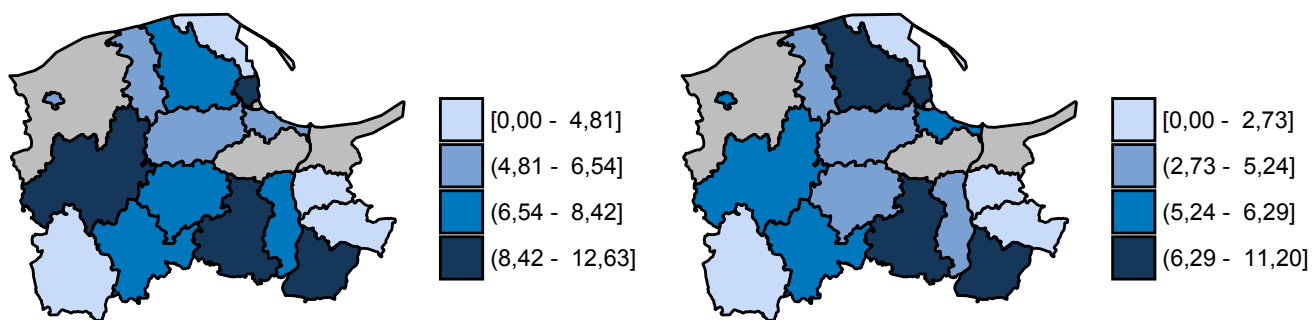 [0,00 - 4,81]
(4,81 - 6,54]
(6,54 - 8,42]
(8,42 - 12,63]
[0,00 - 2,73]
(2,73 - 5,24]
(5,24 - 6,29]
(6,29 - 11,20]